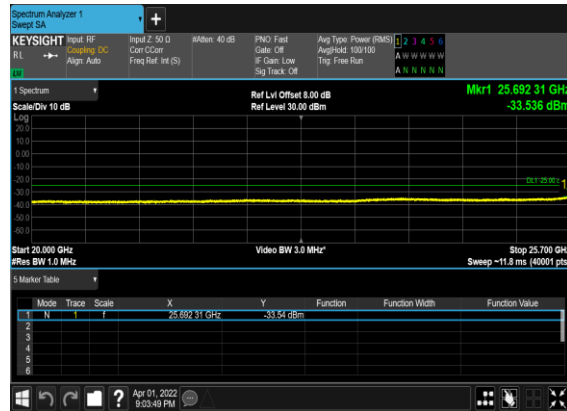 Spectrum Analyzer 1
Swept SA
+
KEYSIGHT
RL
Input: RF
Coupling: DC
Align: Auto
Input Z: 50 Ω
Corr CCorr
Freq Ref: Int (S)
#Atten: 40 dB
PNO: Fast
Gate: Off
IF Gain: Low
Sig Track: Off
Avg Type: Power (RMS)
Avg|Hold: 100/100
Trig: Free Run
1 2 3 4 5 6
A W W W W W
A N N N N N
1 Spectrum
Scale/Div 10 dB
Ref Lvl Offset 8.00 dB
Ref Level 30.00 dBm
Mkr1 25.692 31 GHz
-33.536 dBm
Log
20.0
10.0
0.00
-10.0
-20.0
-30.0
-40.0
-50.0
-60.0
1
Start 20.000 GHz
#Res BW 1.0 MHz
Video BW 3.0 MHz*
Stop 25.700 GHz
Sweep ~11.8 ms (40001 pts)
5 Marker Table
Mode Trace Scale X Y Function Function Width Function Value
1 N 1 f 25.692 31 GHz -33.54 dBm
2
3
4
5
6
?
Apr 01, 2022
9:03:49 PM